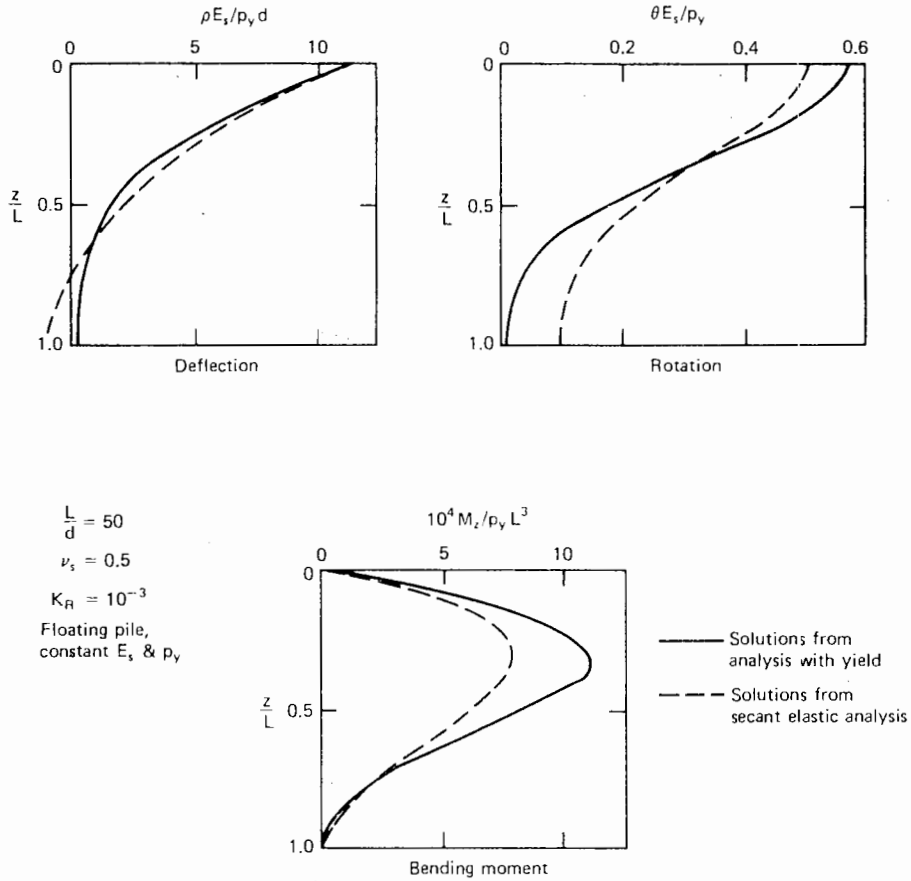 ρE_s/p_y d
0 5 10
0
z/L
0.5
1.0
Deflection
θE_s/p_y
0 0.2 0.4 0.6
0
z/L
0.5
1.0
Rotation
L/d = 50
ν_s = 0.5
K_R = 10^-3
Floating pile,
constant E_s & p_y
10^4 M_z/p_y L^3
0 5 10
0
z/L
0.5
1.0
Bending moment
Solutions from
analysis with yield
Solutions from
secant elastic analysis